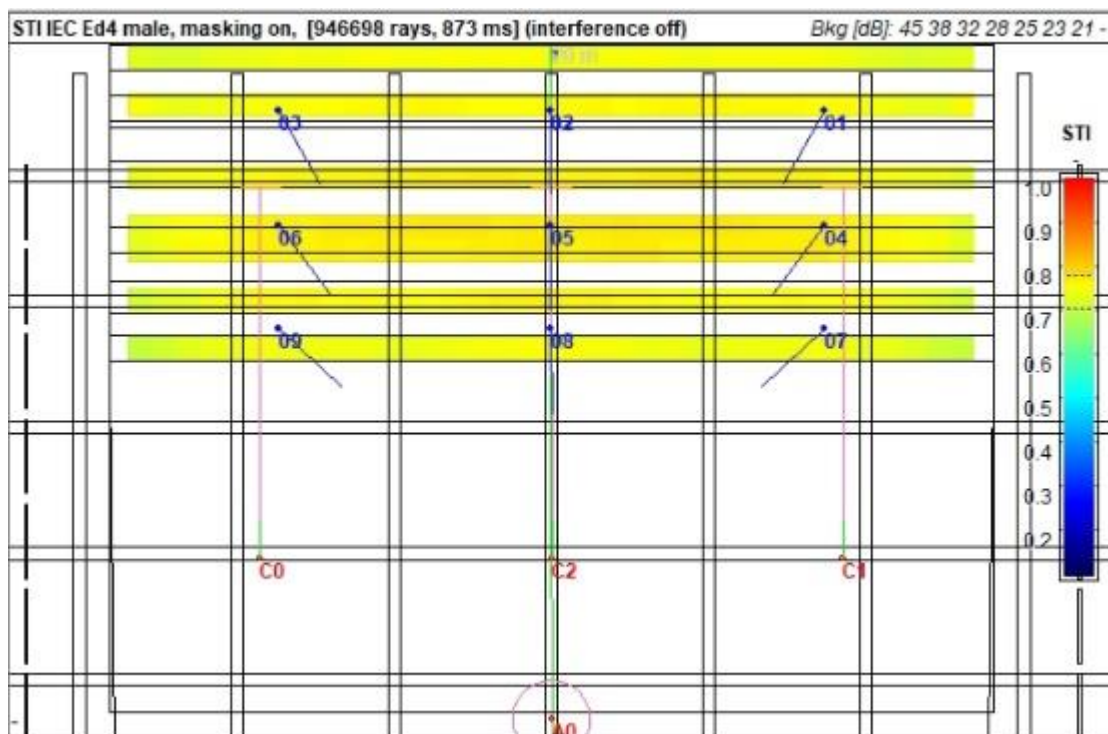 STI IEC Ed4 male, masking on, [946698 rays, 873 ms] (interference off) Bkg [dB]: 45 38 32 28 25 23 21 -
03 02 01
STI
1.0
06 05 04
0.9
0.8
0.7
09 08 07
0.6
0.5
0.4
0.3
0.2
C0 C2 C1
A0